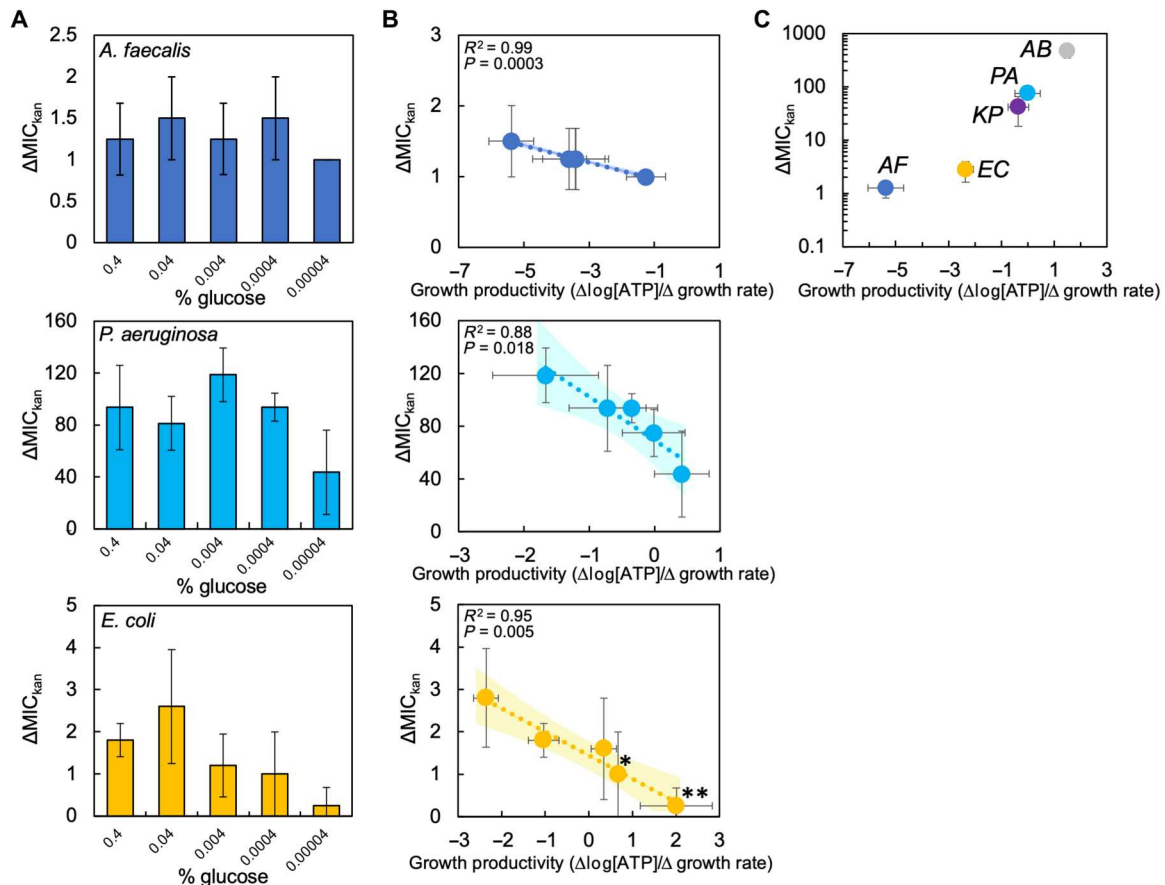 A
B
C
2.5
2
1.5
1
0.5
0
ΔMICkan
A. faecalis
0.4
0.04
0.004
0.0004
0.00004
% glucose
3
2
1
0
ΔMICkan
R² = 0.99
P = 0.0003
−7
−5
−3
−1
1
Growth productivity (Δlog[ATP]/Δ growth rate)
1000
100
10
1
0.1
ΔMICkan
AB
PA
KP
AF
EC
−7
−5
−3
−1
1
3
Growth productivity (Δlog[ATP]/Δ growth rate)
160
120
80
40
0
ΔMICkan
P. aeruginosa
0.4
0.04
0.004
0.0004
0.00004
% glucose
160
120
80
40
0
ΔMICkan
R² = 0.88
P = 0.018
−3
−2
−1
0
1
Growth productivity (Δlog[ATP]/Δ growth rate)
5
4
3
2
1
0
ΔMICkan
E. coli
0.4
0.04
0.004
0.0004
0.00004
% glucose
5
4
3
2
1
0
ΔMICkan
R² = 0.95
P = 0.005
*
**
−3
−2
−1
0
1
2
3
Growth productivity (Δlog[ATP]/Δ growth rate)